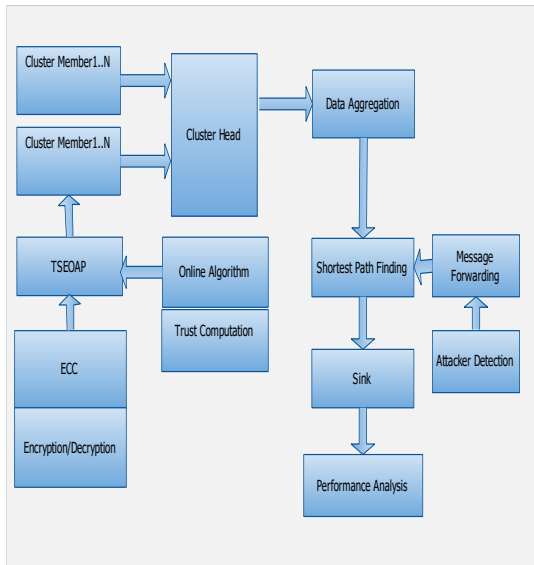 Cluster Member1..N
Cluster Member1..N
Cluster Head
Data Aggregation
TSEOAP
Online Algorithm
Trust Computation
Shortest Path Finding
Message
Forwarding
ECC
Encryption/Decryption
Sink
Attacker Detection
Performance Analysis